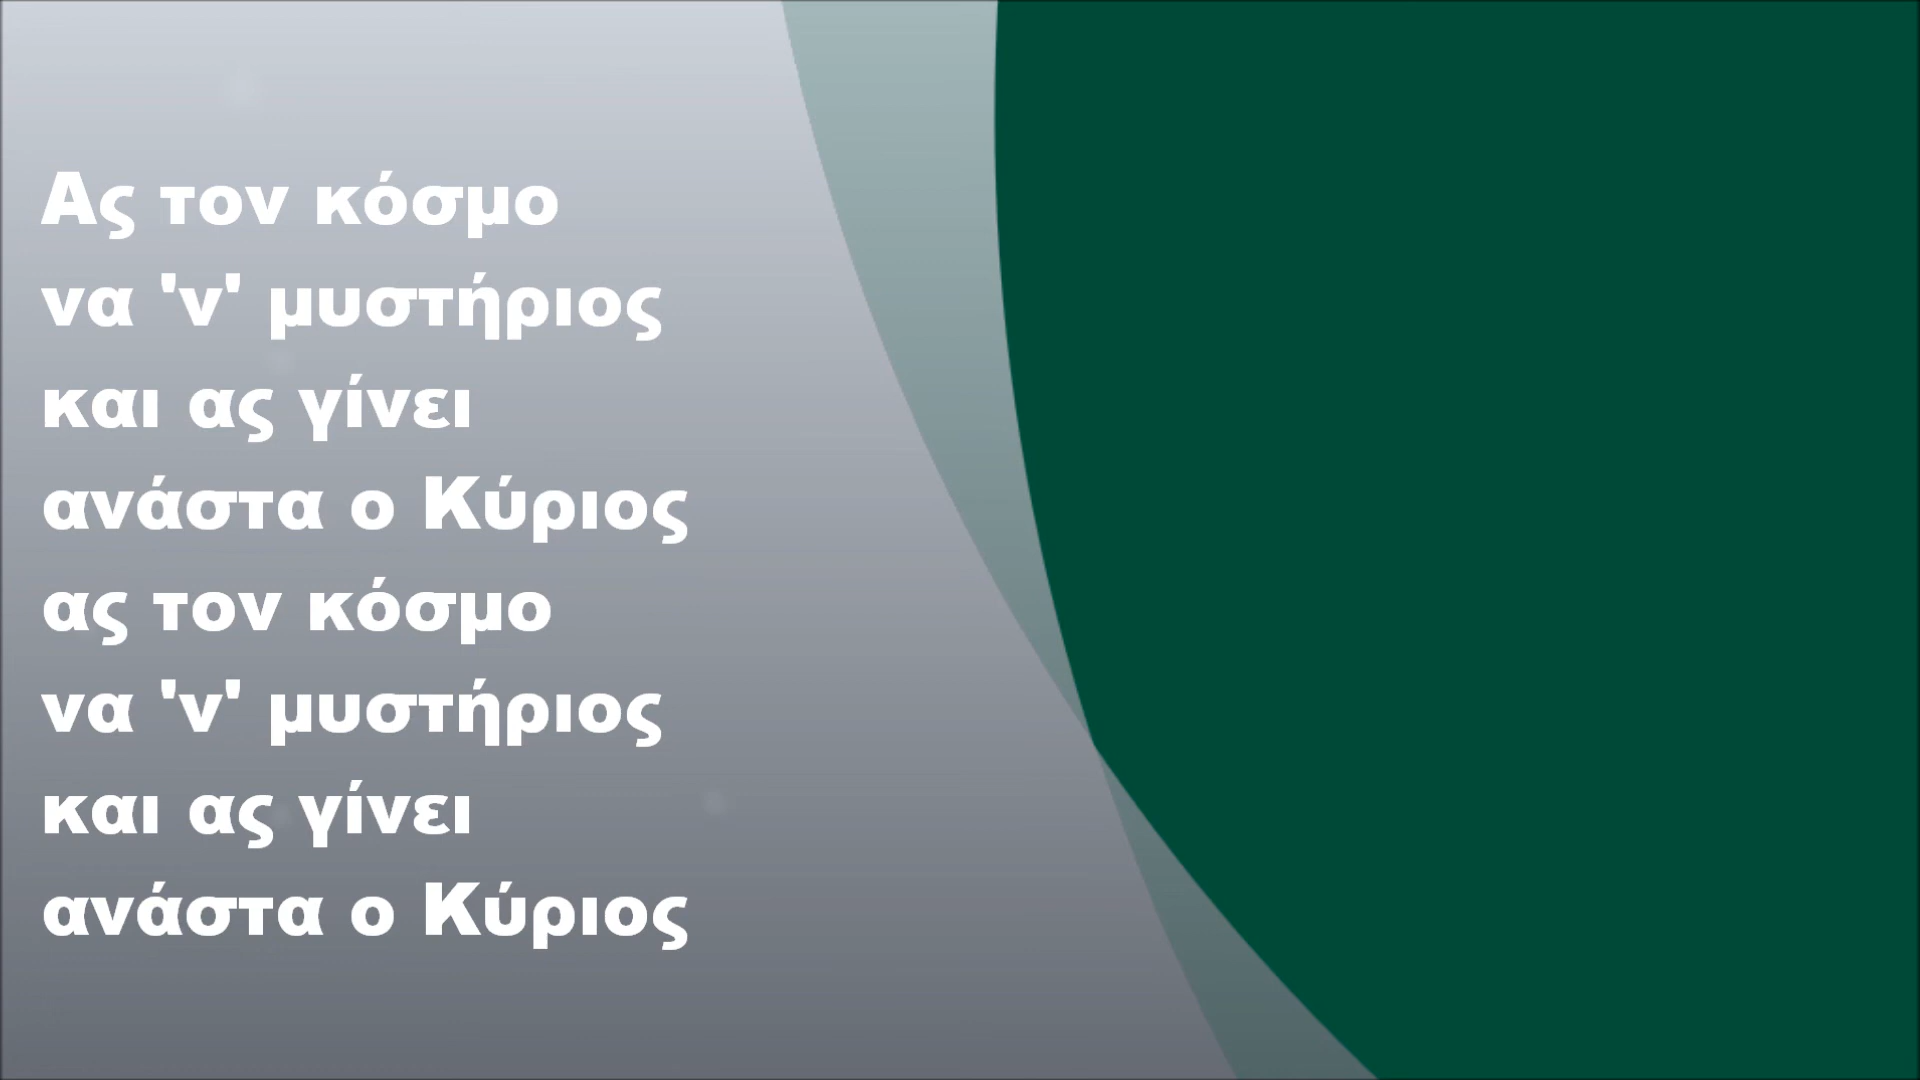 Ας τον κόσμο
να 'ν' μυστήριος
και ας γίνει
ανάστα ο Κύριος
ας τον κόσμο
να 'ν' μυστήριος
και ας γίνει
ανάστα ο Κύριος